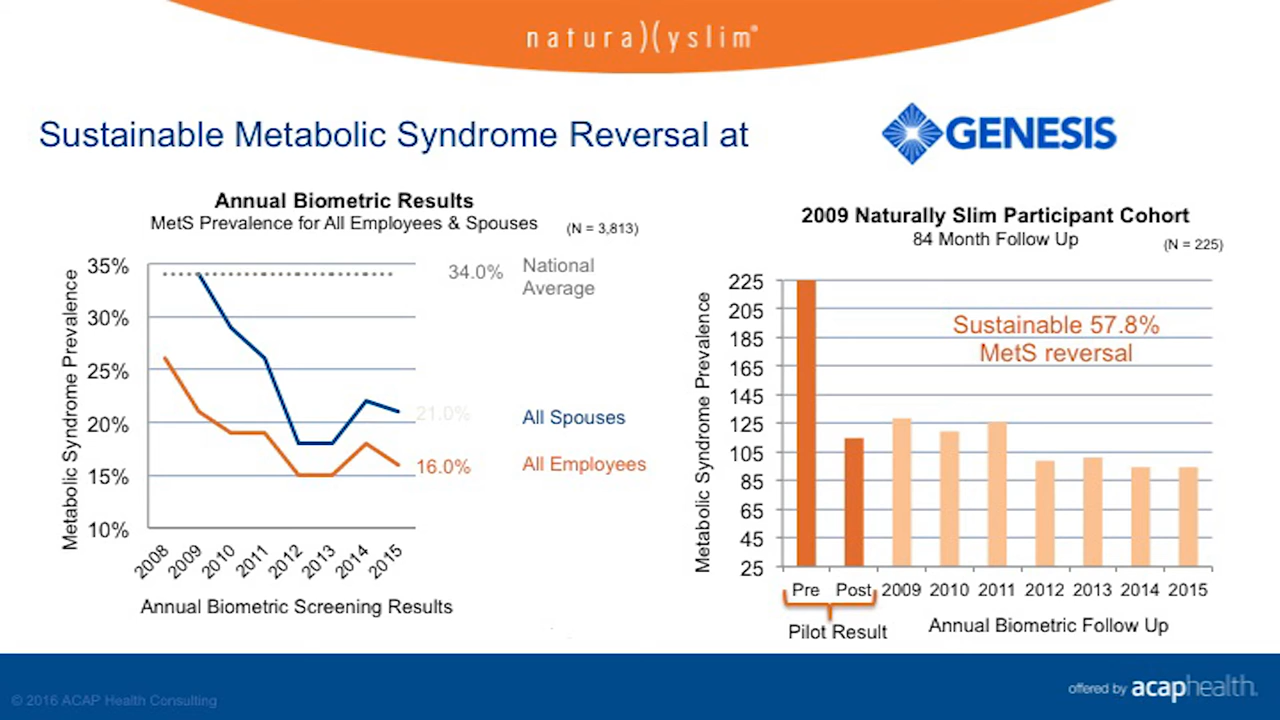 natura)(yslim®
Sustainable Metabolic Syndrome Reversal at
GENESIS
Annual Biometric Results
MetS Prevalence for All Employees & Spouses
(N = 3,813)
Metabolic Syndrome Prevalence
35%
30%
25%
20%
15%
10%
34.0%
National
Average
21.0%
All Spouses
16.0%
All Employees
2008
2009
2010
2011
2012
2013
2014
2015
Annual Biometric Screening Results
2009 Naturally Slim Participant Cohort
84 Month Follow Up
(N = 225)
Metabolic Syndrome Prevalence
225
205
185
165
145
125
105
85
65
45
25
Sustainable 57.8%
MetS reversal
Pre Post 2009 2010 2011 2012 2013 2014 2015
Pilot Result
Annual Biometric Follow Up
© 2016 ACAP Health Consulting
offered by acaphealth.